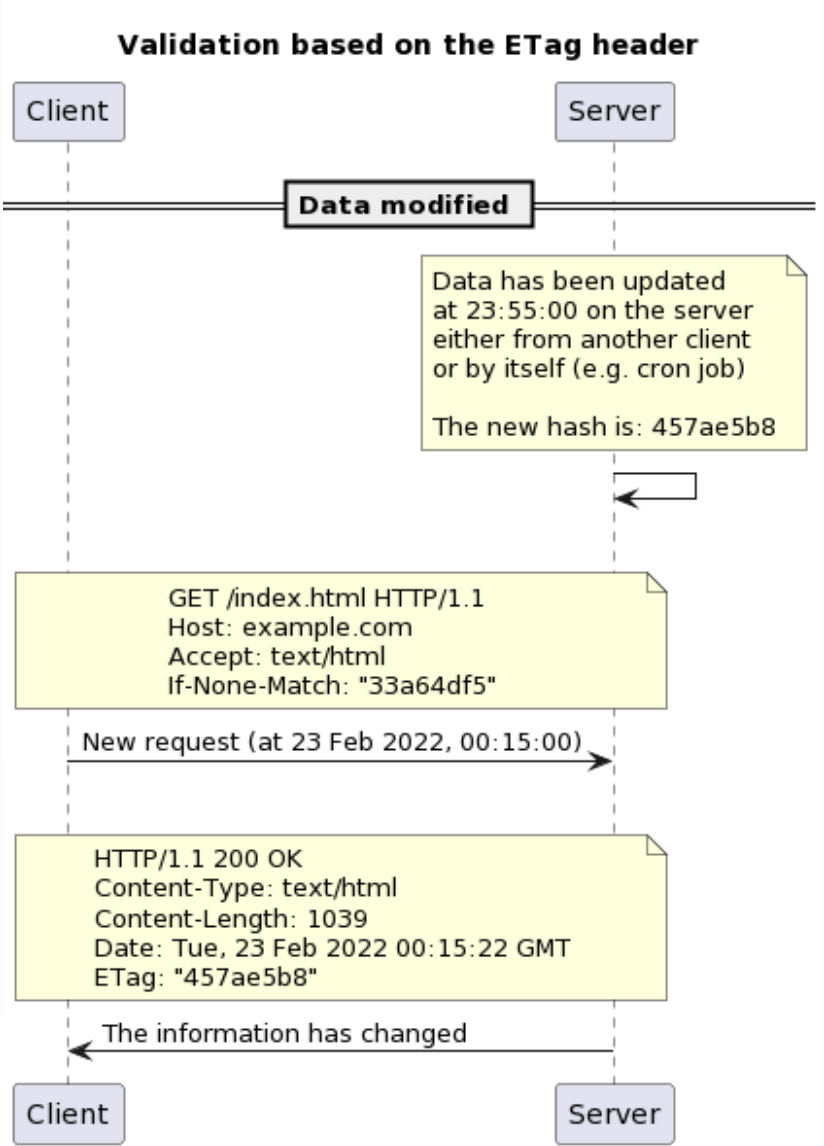 Validation based on the ETag header
Client
Server
Data modified
Data has been updated
at 23:55:00 on the server
either from another client
or by itself (e.g. cron job)
The new hash is: 457ae5b8
GET /index.html HTTP/1.1
Host: example.com
Accept: text/html
If-None-Match: "33a64df5"
New request (at 23 Feb 2022, 00:15:00)
HTTP/1.1 200 OK
Content-Type: text/html
Content-Length: 1039
Date: Tue, 23 Feb 2022 00:15:22 GMT
ETag: "457ae5b8"
The information has changed
Client
Server